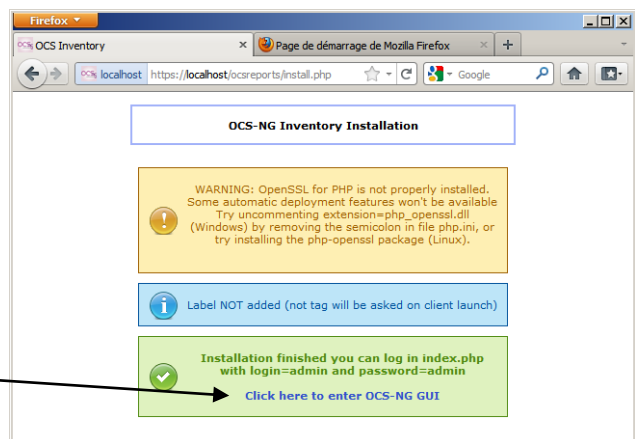 Firefox
OCS Inventory
Page de démarrage de Mozilla Firefox
localhost https://localhost/ocsreports/install.php
Google
OCS-NG Inventory Installation
WARNING: OpenSSL for PHP is not properly installed.
Some automatic deployment features won't be available
Try uncommenting extension=php_openssl.dll
(Windows) by removing the semicolon in file php.ini, or
try installing the php-openssl package (Linux).
Label NOT added (not tag will be asked on client launch)
Installation finished you can log in index.php
with login=admin and password=admin
Click here to enter OCS-NG GUI